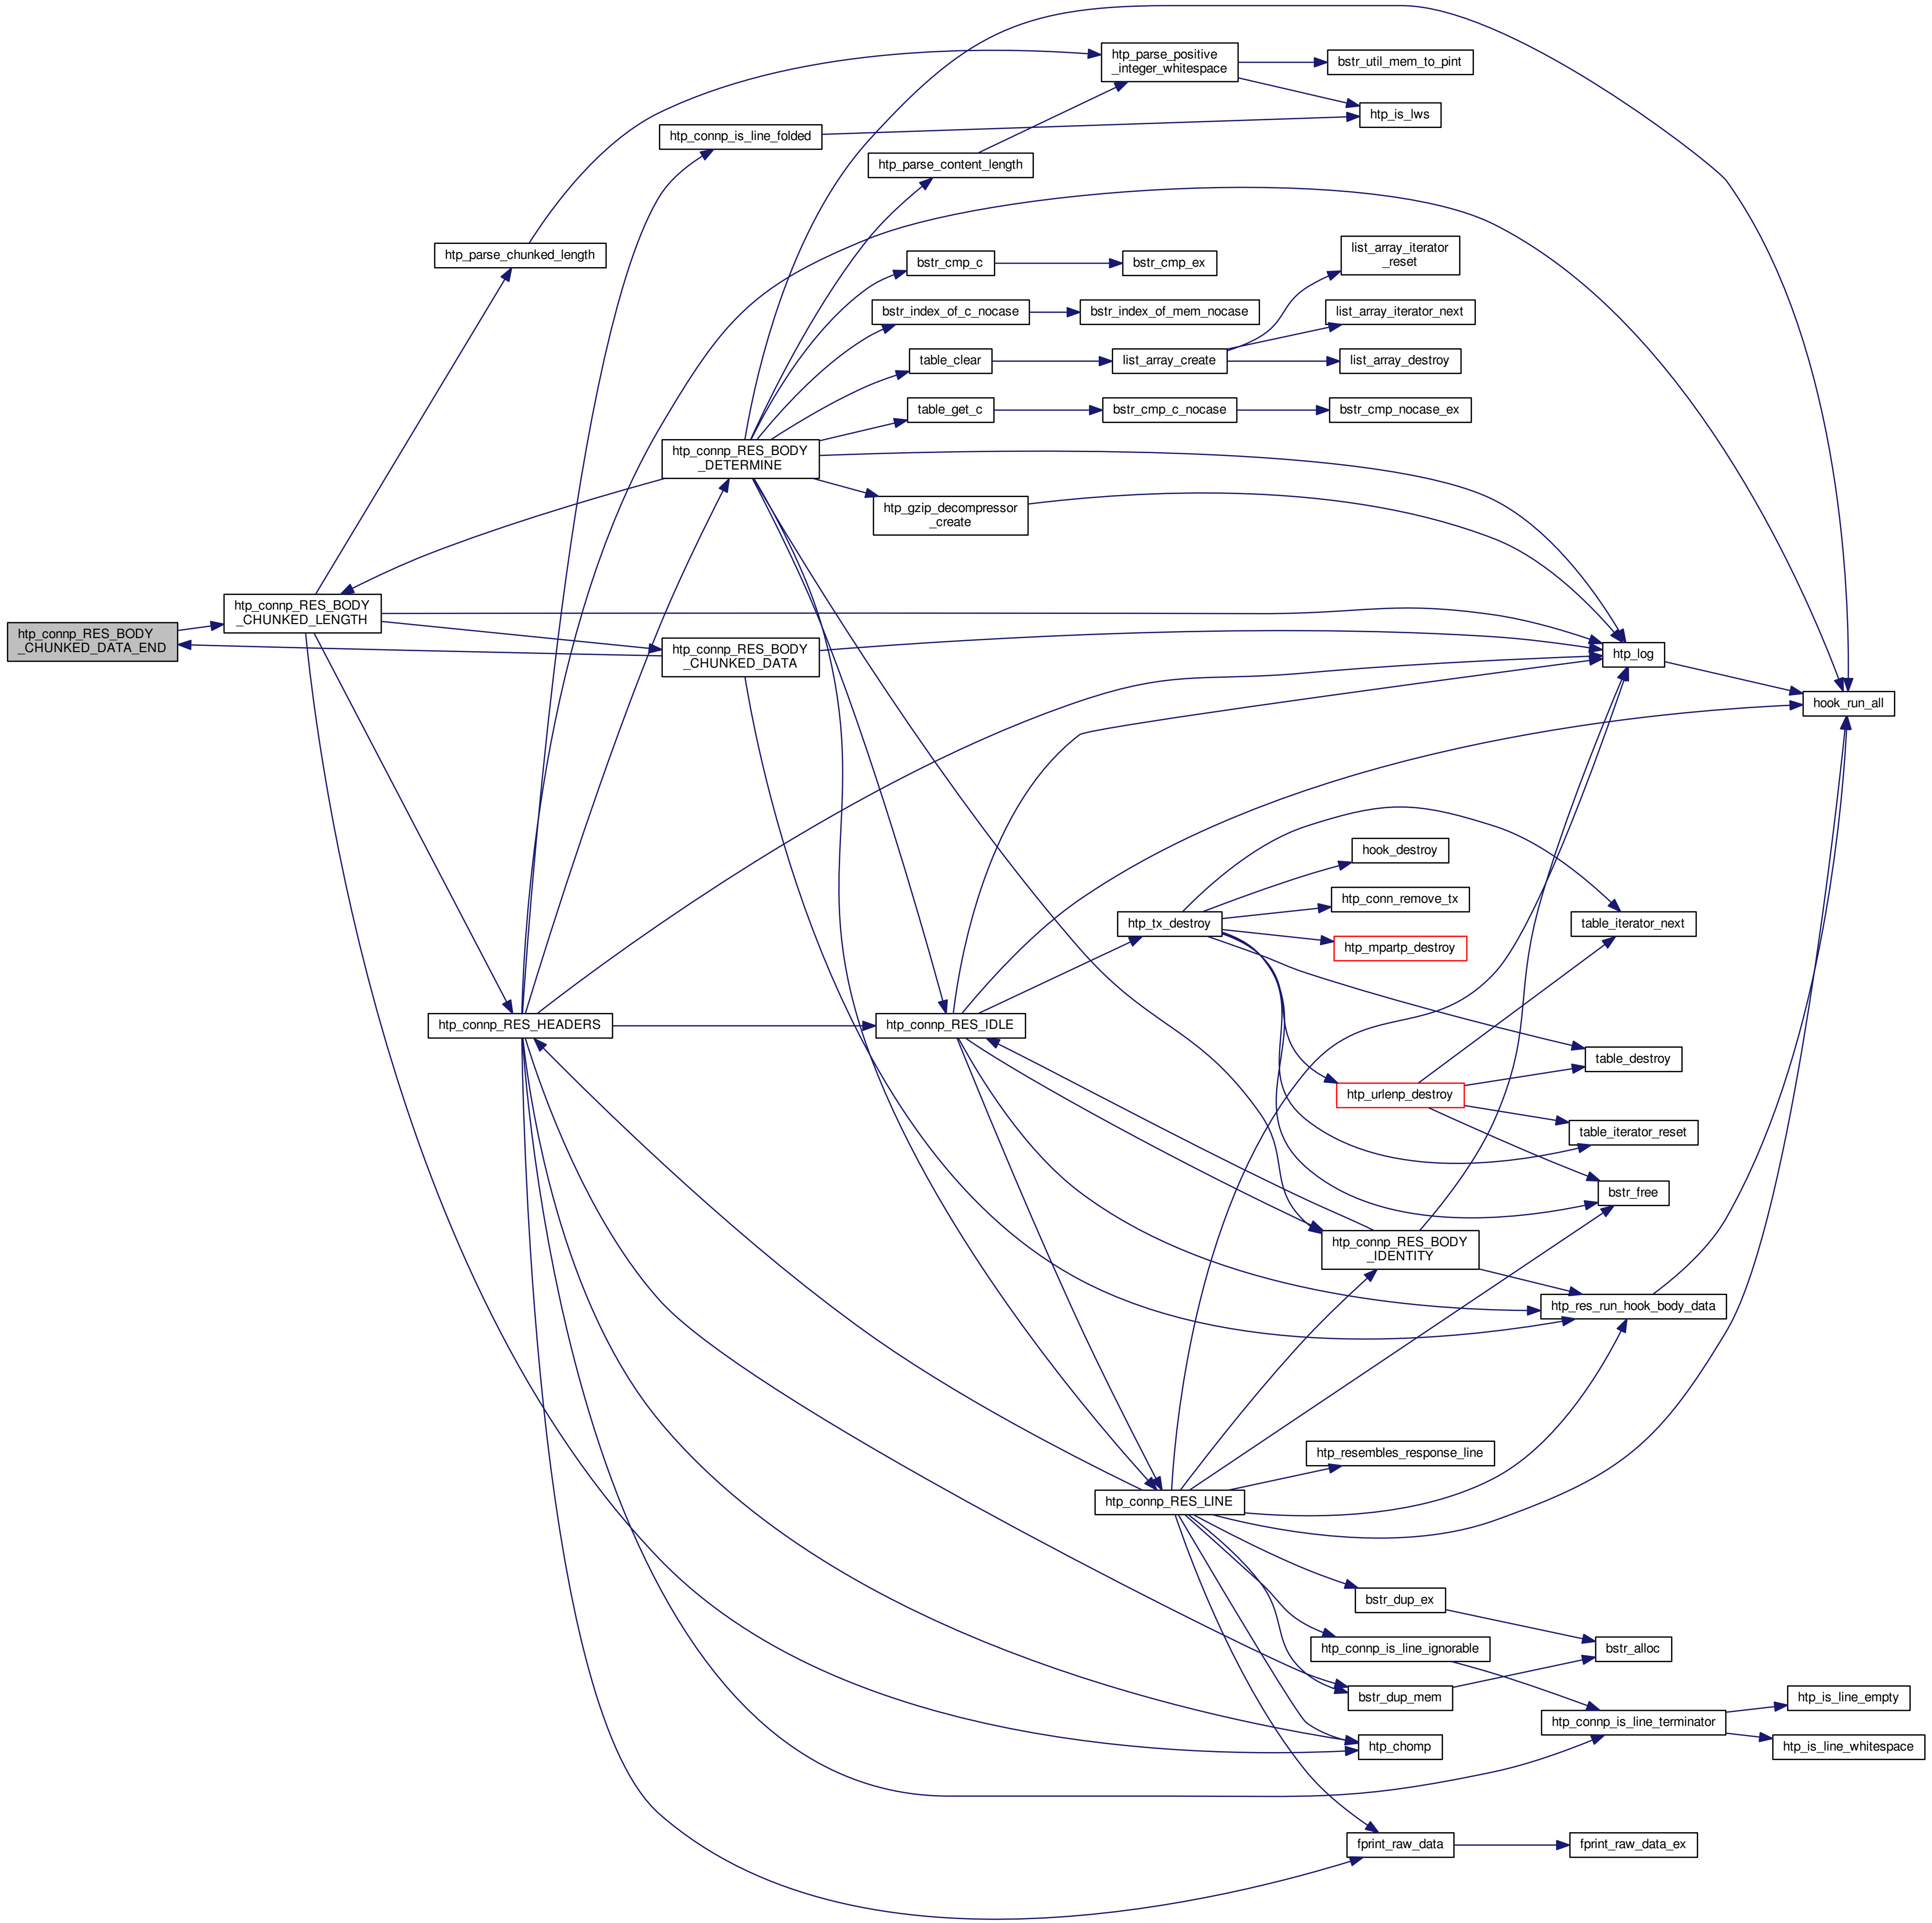 htp_parse_positive
_integer_whitespace
bstr_util_mem_to_pint
htp_is_lws
htp_connp_is_line_folded
htp_parse_content_length
htp_parse_chunked_length
bstr_cmp_c
bstr_cmp_ex
list_array_iterator
_reset
bstr_index_of_c_nocase
bstr_index_of_mem_nocase
list_array_iterator_next
table_clear
list_array_create
list_array_destroy
table_get_c
bstr_cmp_c_nocase
bstr_cmp_nocase_ex
htp_connp_RES_BODY
_DETERMINE
htp_gzip_decompressor
_create
htp_connp_RES_BODY
_CHUNKED_LENGTH
htp_connp_RES_BODY
_CHUNKED_DATA_END
htp_connp_RES_BODY
_CHUNKED_DATA
htp_log
hook_run_all
hook_destroy
htp_conn_remove_tx
htp_tx_destroy
table_iterator_next
htp_mpartp_destroy
htp_connp_RES_HEADERS
htp_connp_RES_IDLE
table_destroy
htp_urlenp_destroy
table_iterator_reset
bstr_free
htp_connp_RES_BODY
_IDENTITY
htp_res_run_hook_body_data
htp_resembles_response_line
htp_connp_RES_LINE
bstr_dup_ex
htp_connp_is_line_ignorable
bstr_alloc
bstr_dup_mem
htp_is_line_empty
htp_connp_is_line_terminator
htp_chomp
htp_is_line_whitespace
fprint_raw_data
fprint_raw_data_ex